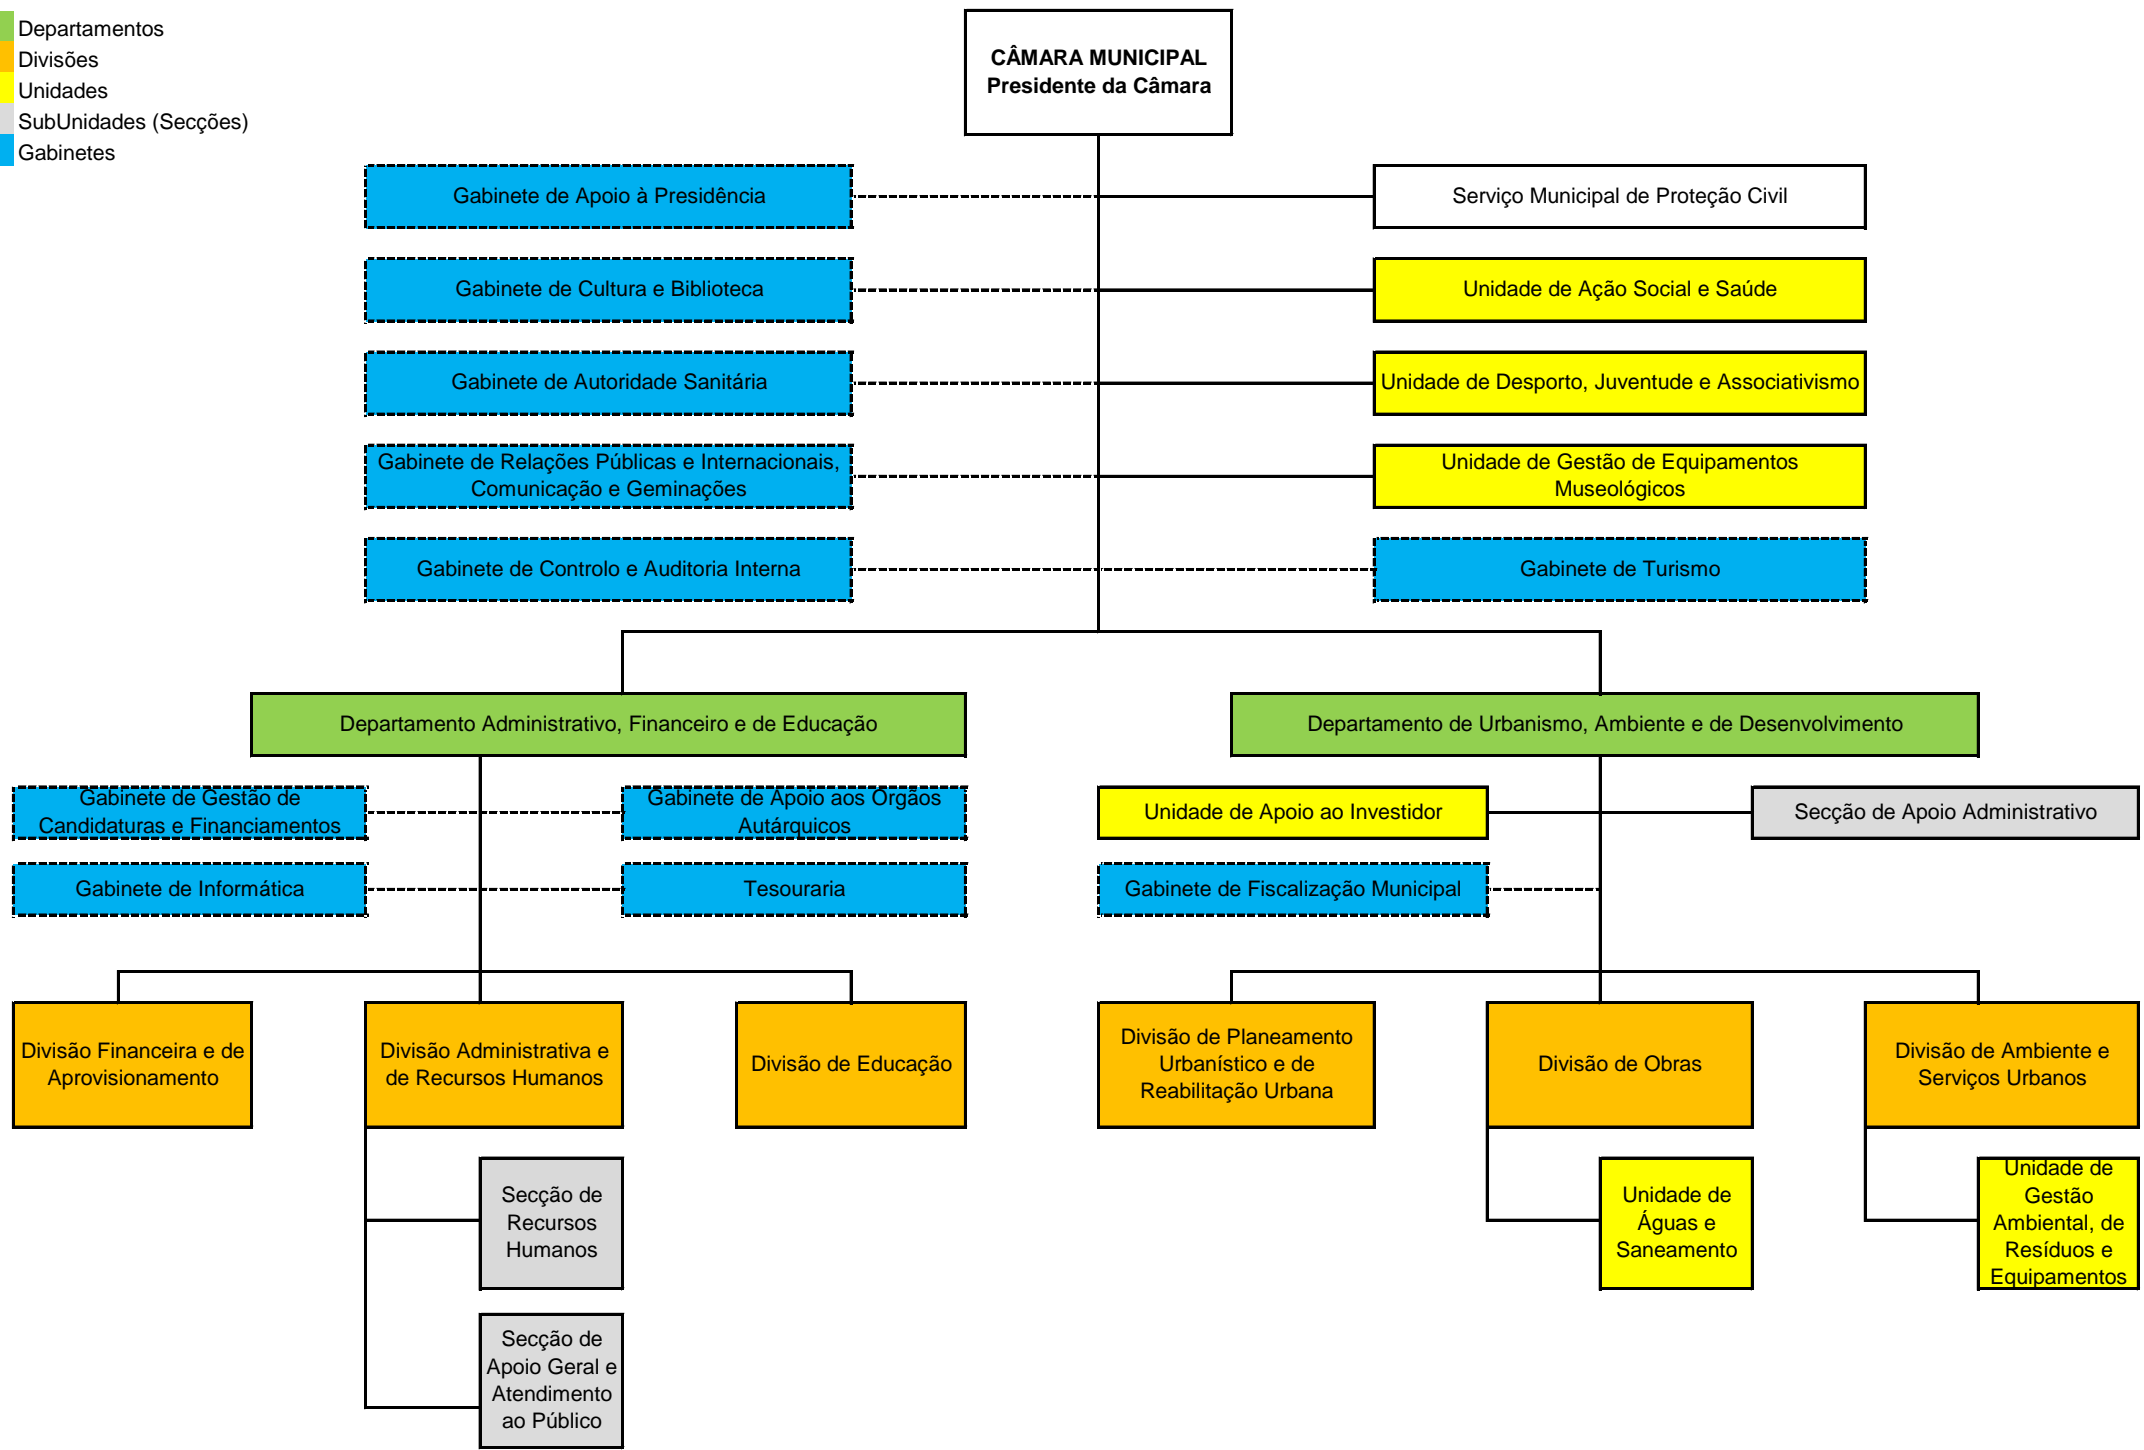 Departamentos
Divisões
Unidades
SubUnidades (Secções)
Gabinetes
CÂMARA MUNICIPAL
Presidente da Câmara
Gabinete de Apoio à Presidência
Serviço Municipal de Proteção Civil
Gabinete de Cultura e Biblioteca
Unidade de Ação Social e Saúde
Gabinete de Autoridade Sanitária
Unidade de Desporto, Juventude e Associativismo
Gabinete de Relações Públicas e Internacionais,
Comunicação e Geminações
Unidade de Gestão de Equipamentos
Museológicos
Gabinete de Controlo e Auditoria Interna
Gabinete de Turismo
Departamento Administrativo, Financeiro e de Educação
Departamento de Urbanismo, Ambiente e de Desenvolvimento
Gabinete de Gestão de
Candidaturas e Financiamentos
Gabinete de Apoio aos Órgãos
Autárquicos
Unidade de Apoio ao Investidor
Secção de Apoio Administrativo
Gabinete de Informática
Tesouraria
Gabinete de Fiscalização Municipal
Divisão Financeira e de
Aprovisionamento
Divisão Administrativa e
de Recursos Humanos
Divisão de Educação
Divisão de Planeamento
Urbanístico e de
Reabilitação Urbana
Divisão de Obras
Divisão de Ambiente e
Serviços Urbanos
Secção de
Recursos
Humanos
Unidade de
Águas e
Saneamento
Unidade de
Gestão
Ambiental, de
Resíduos e
Equipamentos
Secção de
Apoio Geral e
Atendimento
ao Público